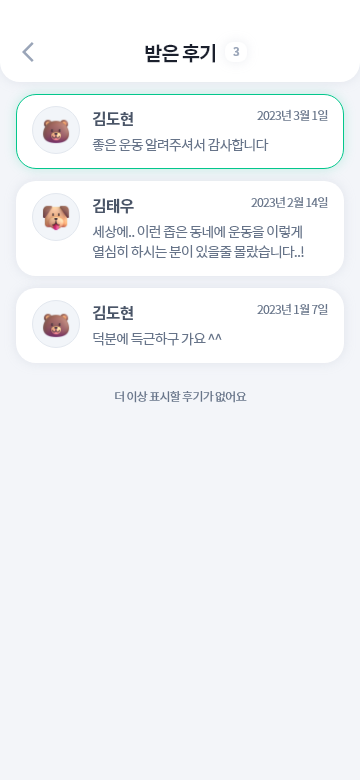 받은 후기 3
김도현 2023년 3월 1일
좋은 운동 알려주셔서 감사합니다
김태우 2023년 2월 14일
세상에.. 이런 좁은 동네에 운동을 이렇게
열심히 하시는 분이 있을줄 몰랐습니다..!
김도현 2023년 1월 7일
덕분에 득근하구 가요 ^^
더 이상 표시할 후기가 없어요